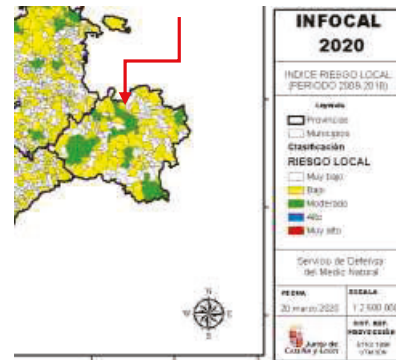 INFOCAL
2020
INDICE RIESGO LOCAL
(PERIODO 2009-2018)
Leyenda
Provincias
Municipios
Clasificación
RIESGO LOCAL
Muy bajo
Bajo
Moderado
Alto
Muy alto
Servicio de Defensa
del Medio Natural
FECHA
ESCALA
20 marzo 2020
N
W
E
S
Junta de
Castilla y León